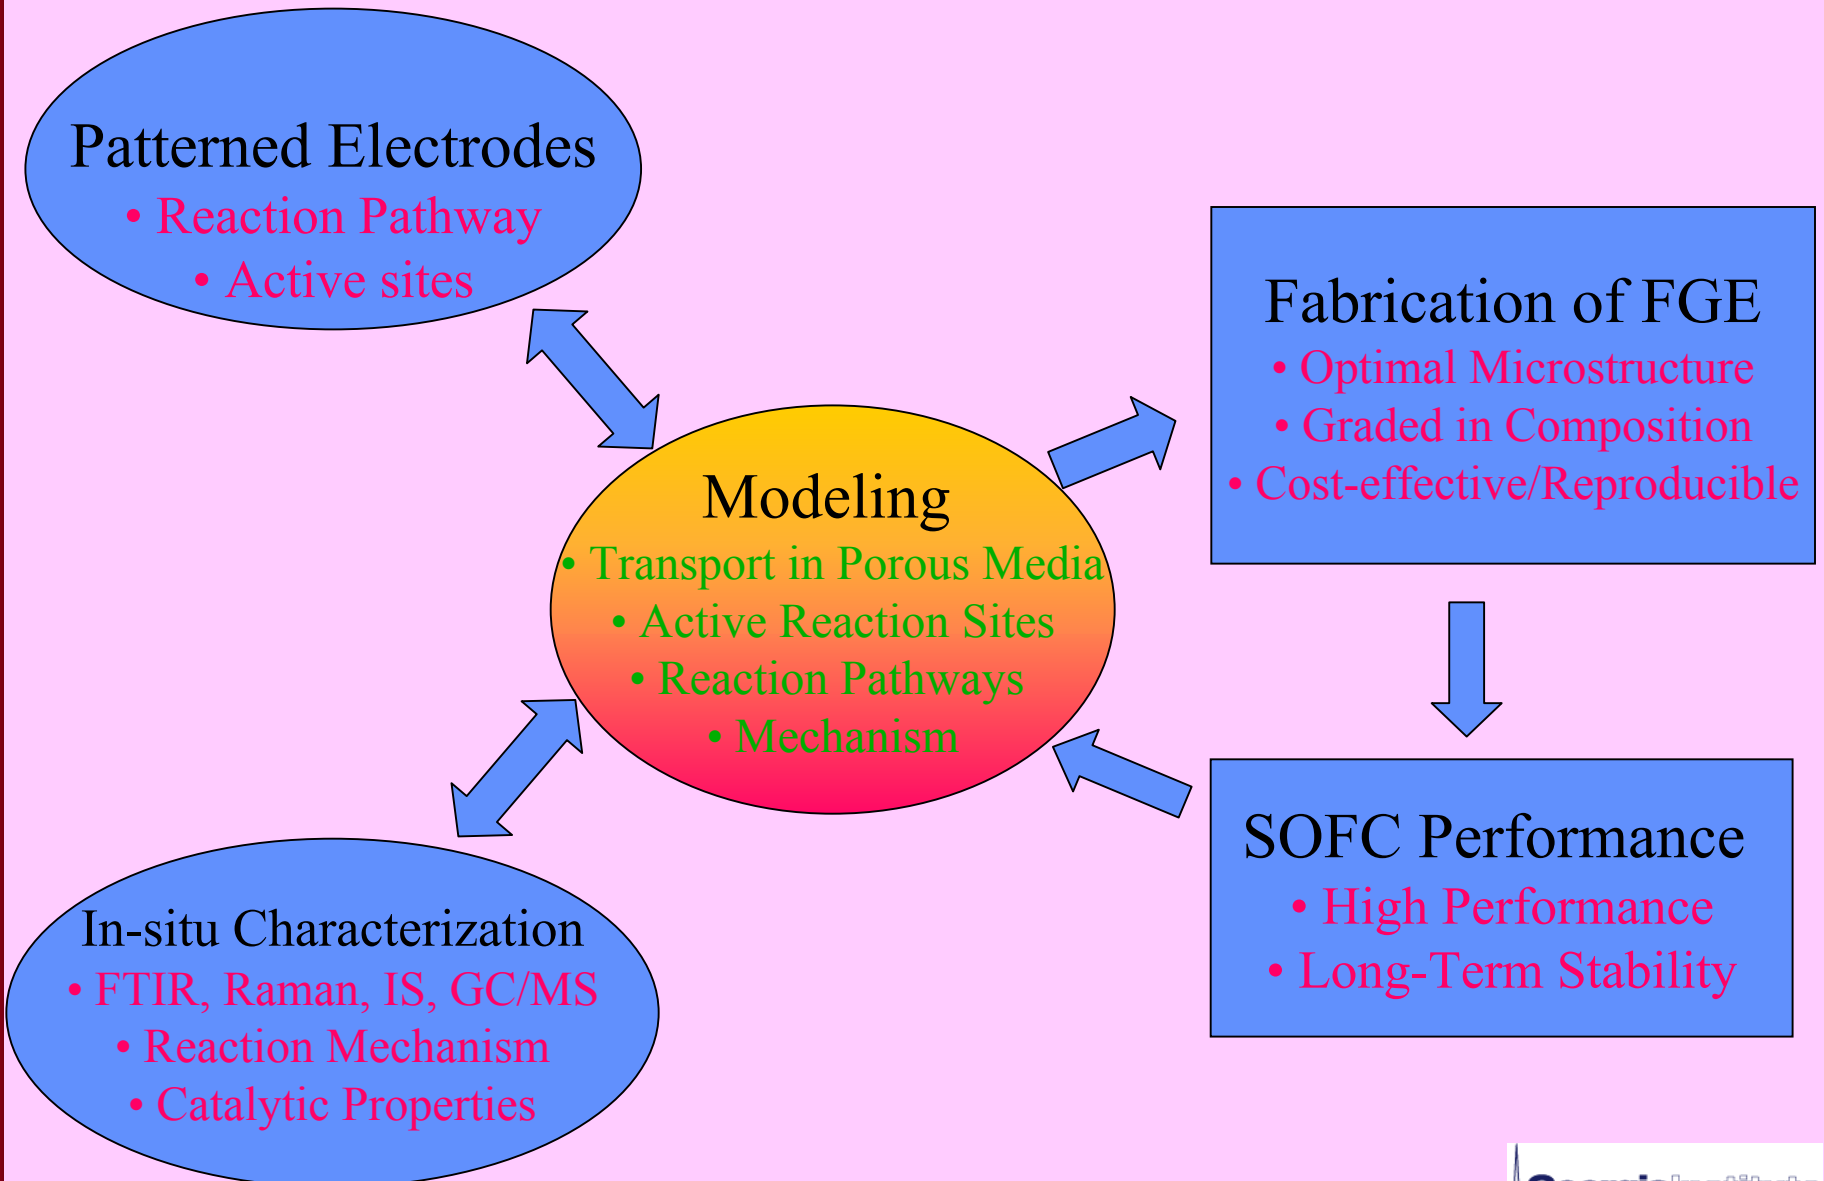 Patterned Electrodes
• Reaction Pathway
• Active sites
Fabrication of FGE
• Optimal Microstructure
• Graded in Composition
• Cost-effective/Reproducible
Modeling
• Transport in Porous Media
• Active Reaction Sites
• Reaction Pathways
• Mechanism
SOFC Performance
• High Performance
• Long-Term Stability
In-situ Characterization
• FTIR, Raman, IS, GC/MS
• Reaction Mechanism
• Catalytic Properties